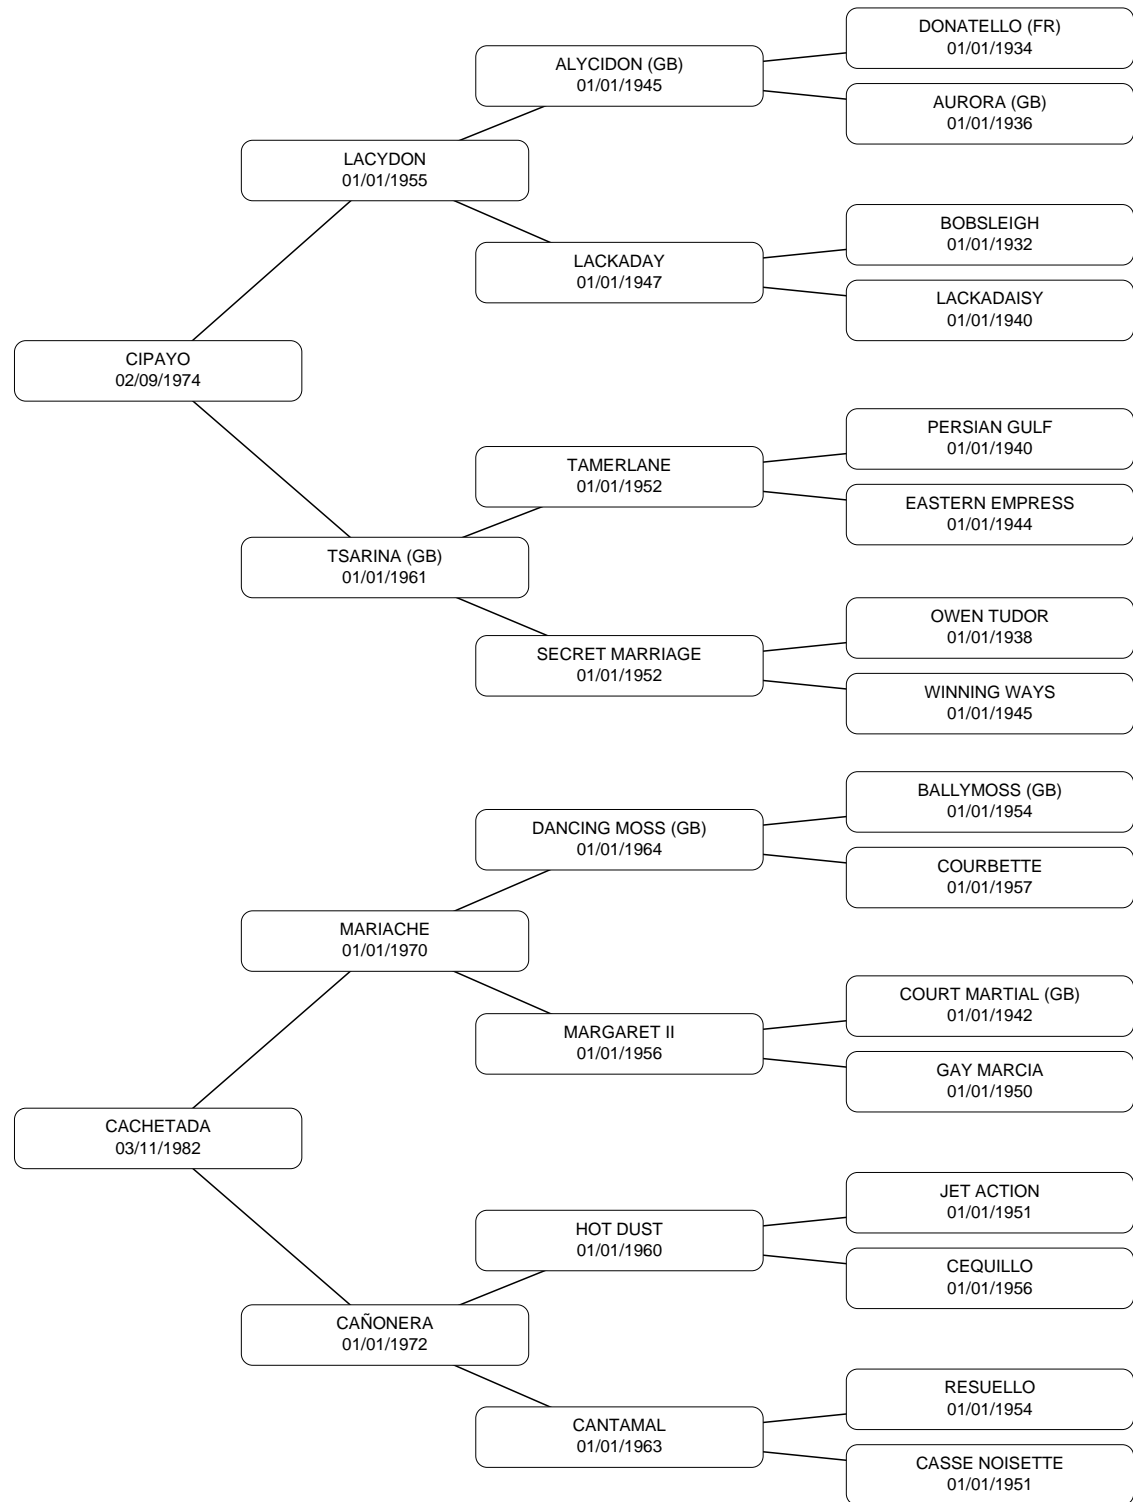 DONATELLO (FR)
01/01/1934
ALYCIDON (GB)
01/01/1945
AURORA (GB)
01/01/1936
LACYDON
01/01/1955
BOBSLEIGH
01/01/1932
LACKADAY
01/01/1947
LACKADAISY
01/01/1940
CIPAYO
02/09/1974
PERSIAN GULF
01/01/1940
TAMERLANE
01/01/1952
EASTERN EMPRESS
01/01/1944
TSARINA (GB)
01/01/1961
OWEN TUDOR
01/01/1938
SECRET MARRIAGE
01/01/1952
WINNING WAYS
01/01/1945
BALLYMOSS (GB)
01/01/1954
DANCING MOSS (GB)
01/01/1964
COURBETTE
01/01/1957
MARIACHE
01/01/1970
COURT MARTIAL (GB)
01/01/1942
MARGARET II
01/01/1956
GAY MARCIA
01/01/1950
CACHETADA
03/11/1982
JET ACTION
01/01/1951
HOT DUST
01/01/1960
CEQUILLO
01/01/1956
CAÑONERA
01/01/1972
RESUELLO
01/01/1954
CANTAMAL
01/01/1963
CASSE NOISETTE
01/01/1951